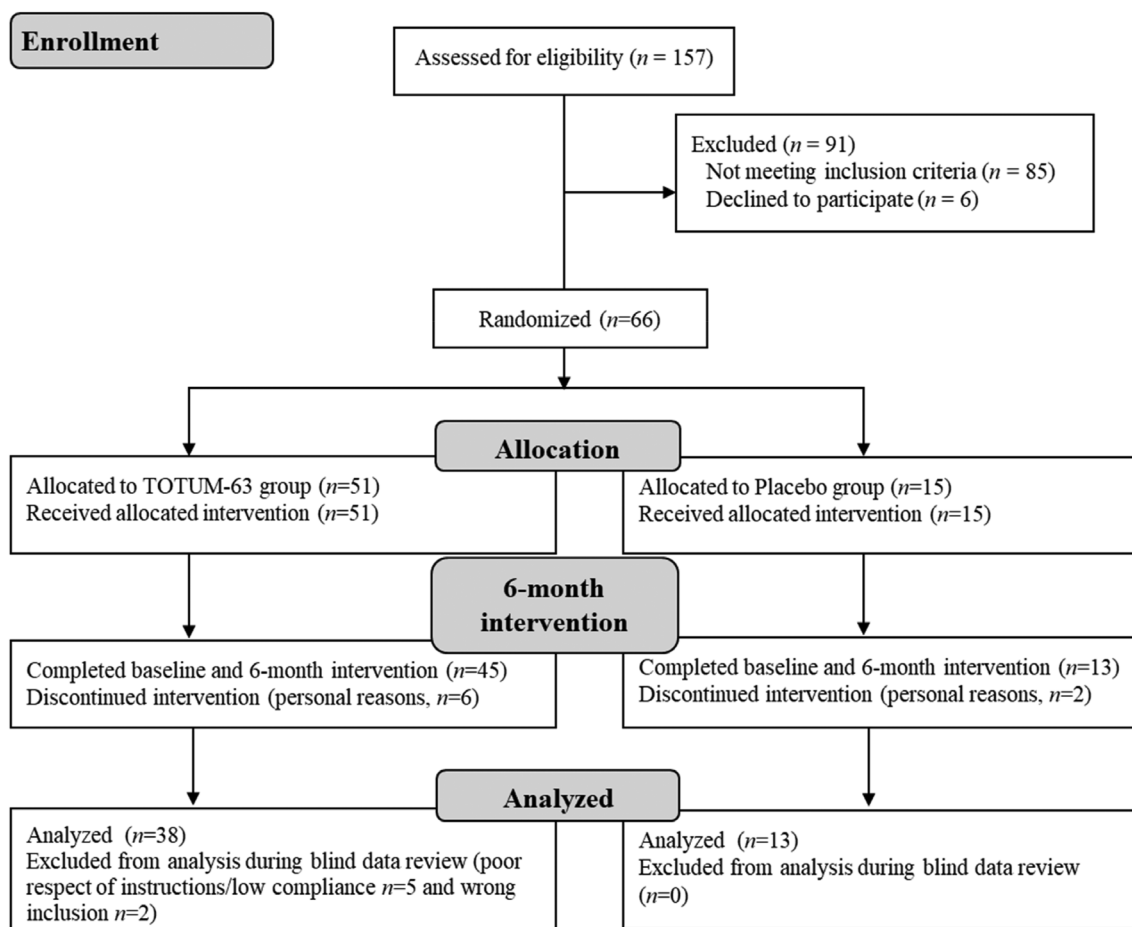 Enrollment
Assessed for eligibility (n = 157)
Excluded (n = 91)
Not meeting inclusion criteria (n = 85)
Declined to participate (n = 6)
Randomized (n=66)
Allocation
Allocated to TOTUM-63 group (n=51)
Received allocated intervention (n=51)
Allocated to Placebo group (n=15)
Received allocated intervention (n=15)
6-month
intervention
Completed baseline and 6-month intervention (n=45)
Discontinued intervention (personal reasons, n=6)
Completed baseline and 6-month intervention (n=13)
Discontinued intervention (personal reasons, n=2)
Analyzed
Analyzed (n=38)
Excluded from analysis during blind data review (poor
respect of instructions/low compliance n=5 and wrong
inclusion n=2)
Analyzed (n=13)
Excluded from analysis during blind data review
(n=0)